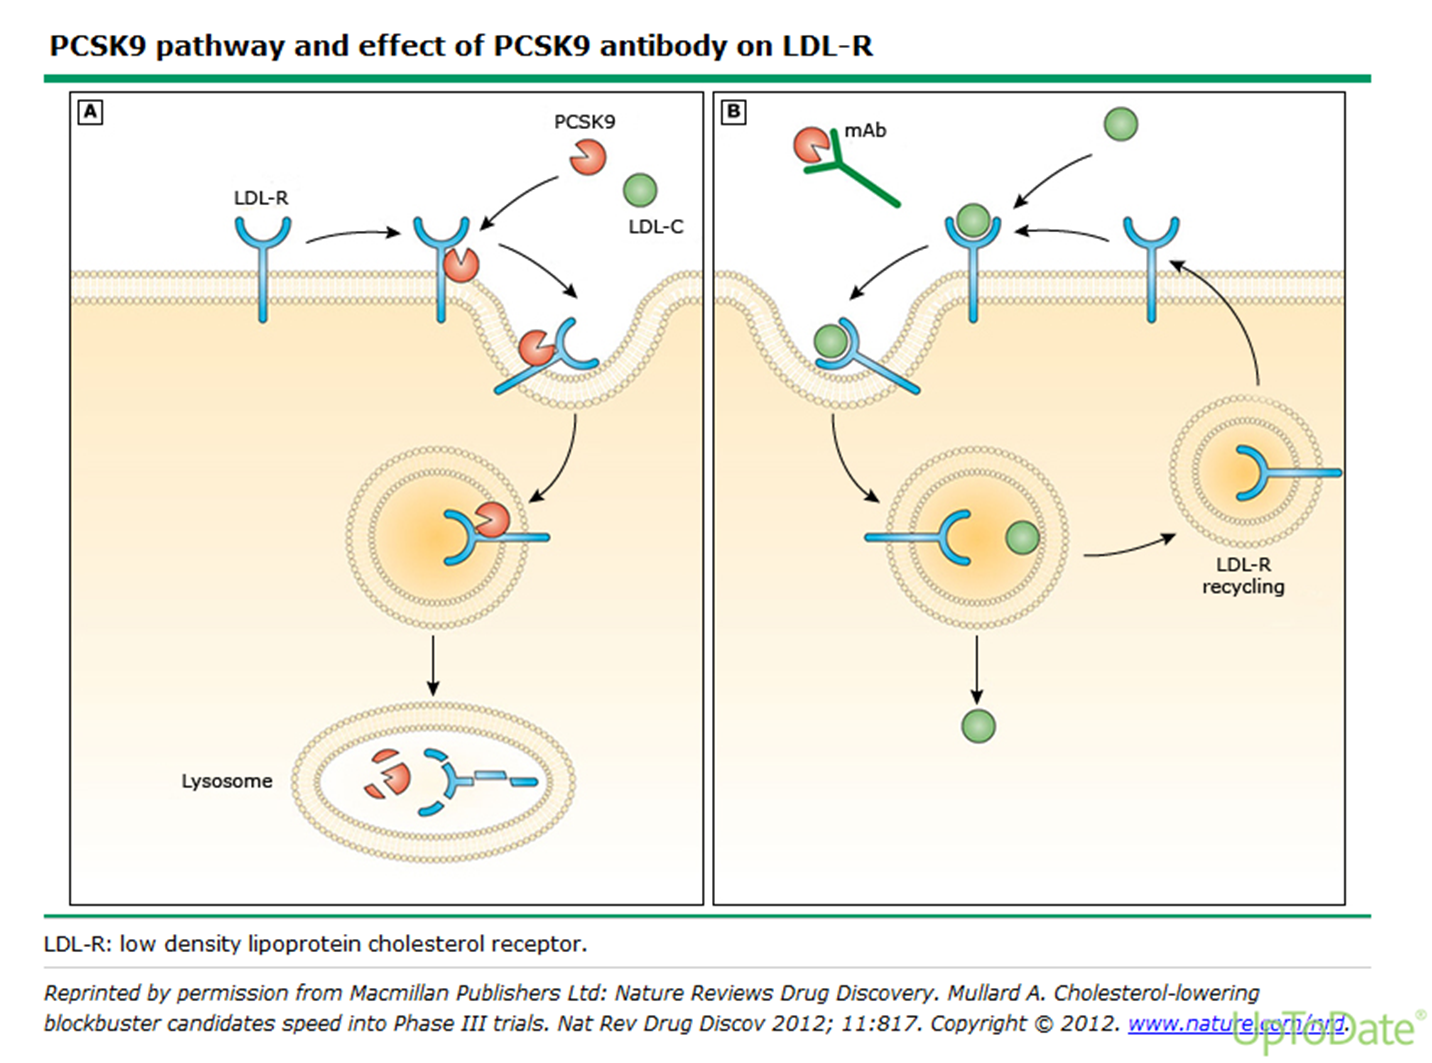 PCSK9 pathway and effect of PCSK9 antibody on LDL-R
A
PCSK9
LDL-R
LDL-C
Lysosome
B
mAb
LDL-R
recycling
LDL-R: low density lipoprotein cholesterol receptor.
Reprinted by permission from Macmillan Publishers Ltd: Nature Reviews Drug Discovery. Mullard A. Cholesterol-lowering
blockbuster candidates speed into Phase III trials. Nat Rev Drug Discov 2012; 11:817. Copyright © 2012. www.nature.com/nrd.
UpToDate®